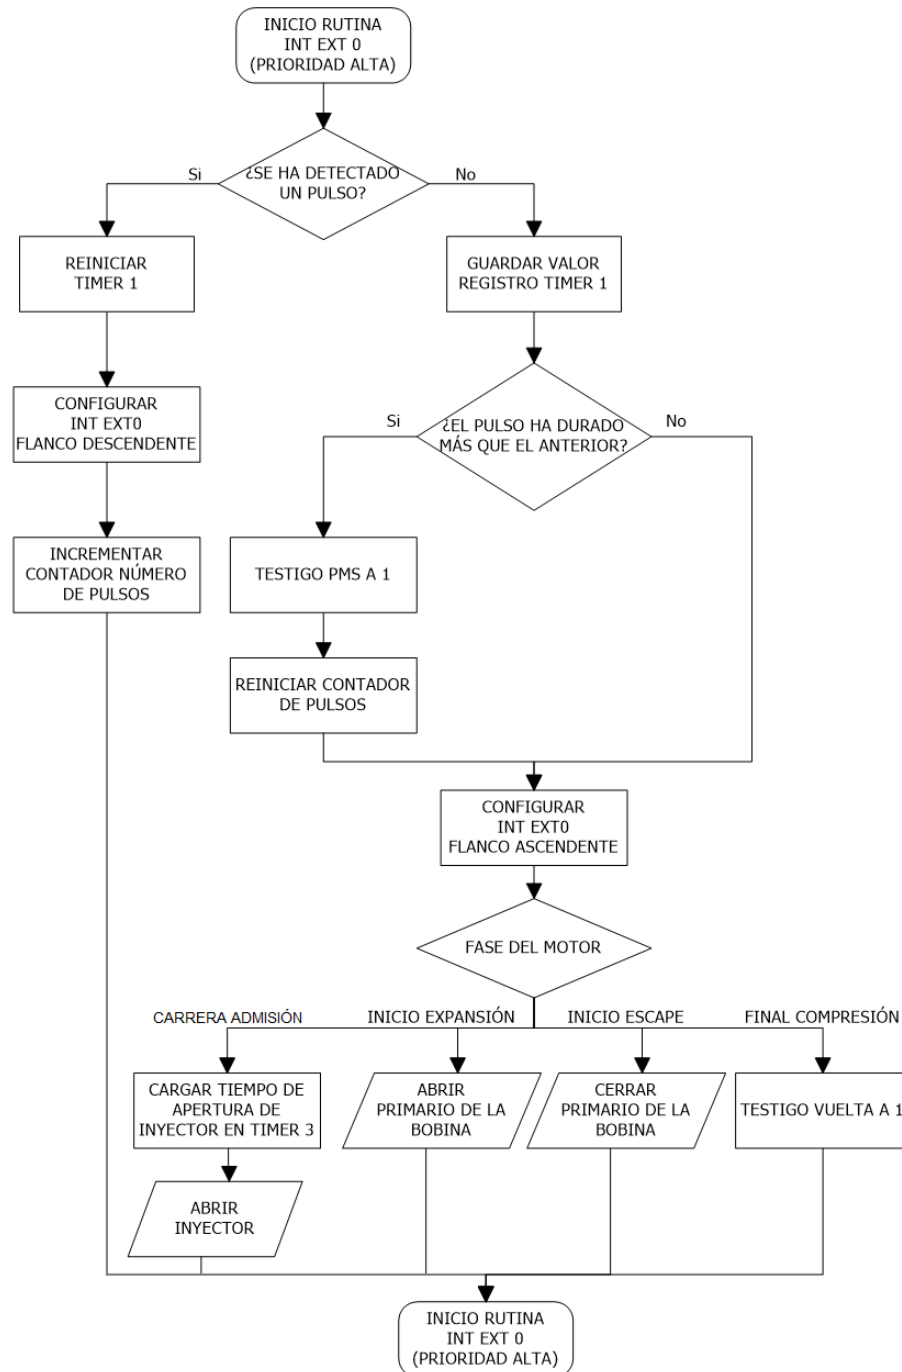 INICIO RUTINA
INT EXT 0
(PRIORIDAD ALTA)
¿SE HA DETECTADO
UN PULSO?
Si
No
REINICIAR
TIMER 1
GUARDAR VALOR
REGISTRO TIMER 1
CONFIGURAR
INT EXT0
FLANCO DESCENDENTE
¿EL PULSO HA DURADO
MÁS QUE EL ANTERIOR?
Si
No
INCREMENTAR
CONTADOR NÚMERO
DE PULSOS
TESTIGO PMS A 1
REINICIAR CONTADOR
DE PULSOS
CONFIGURAR
INT EXT0
FLANCO ASCENDENTE
FASE DEL MOTOR
CARRERA ADMISIÓN
INICIO EXPANSIÓN
INICIO ESCAPE
FINAL COMPRESIÓN
CARGAR TIEMPO DE
APERTURA DE
INYECTOR EN TIMER 3
ABRIR
PRIMARIO DE LA
BOBINA
CERRAR
PRIMARIO DE LA
BOBINA
TESTIGO VUELTA A 1
ABRIR
INYECTOR
INICIO RUTINA
INT EXT 0
(PRIORIDAD ALTA)